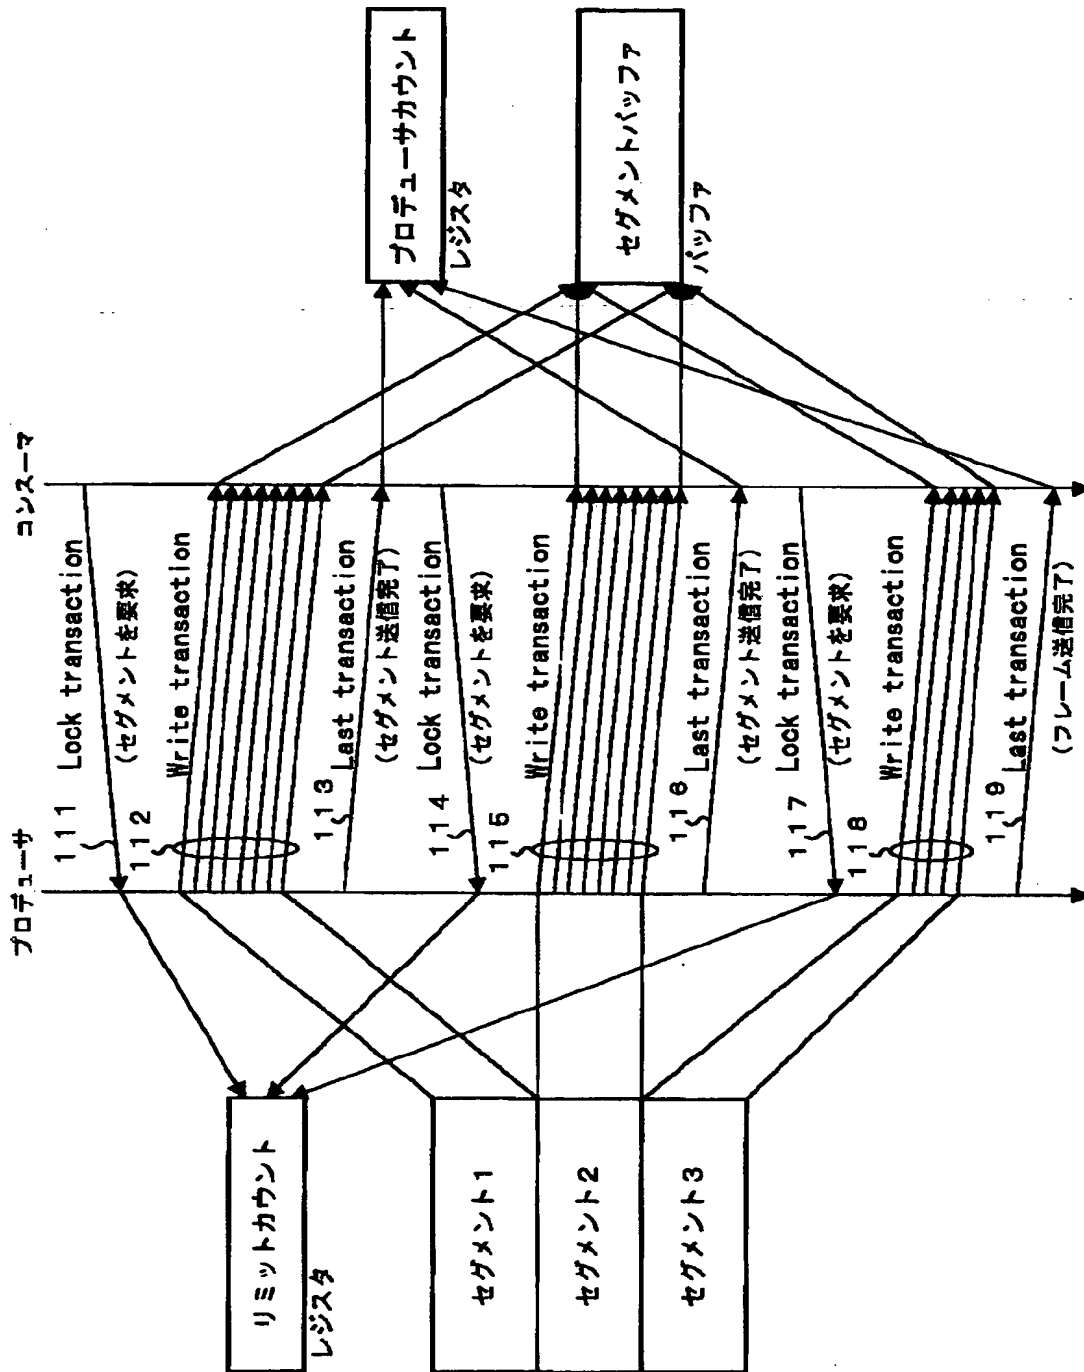 プロデューサ
コンスーマ
リミットカウント
レジスタ
セグメント1
セグメント2
セグメント3
プロデューサカウント
レジスタ
セグメントバッファ
バッファ
111
Lock transaction
(セグメントを要求)
112
Write transaction
113
Last transaction
(セグメント送信完了)
114
Lock transaction
(セグメントを要求)
115
Write transaction
116
Last transaction
(セグメント送信完了)
117
Lock transaction
(セグメントを要求)
118
Write transaction
119
Last transaction
(フレーム送信完了)